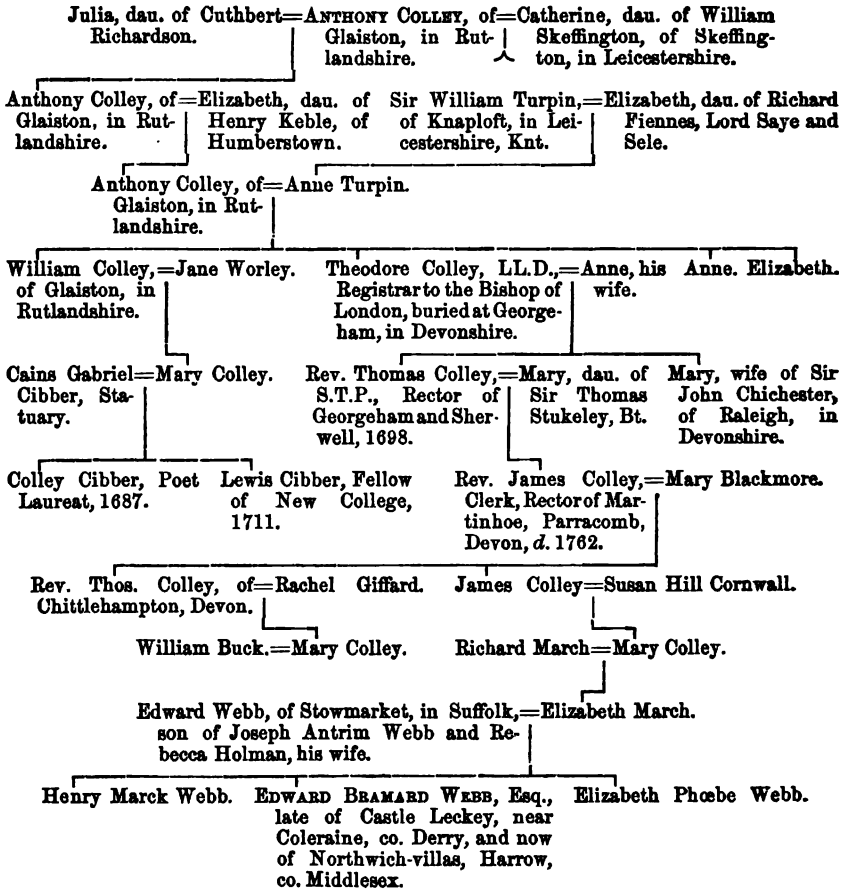 Julia, dau. of Cuthbert=ANTHONY COLLEY, of=Catherine, dau. of William
Richardson. Glaiston, in Rut- Skeffington, of Skeffing-
landshire. ton, in Leicestershire.
Anthony Colley, of=Elizabeth, dau. of Sir William Turpin,=Elizabeth, dau. of Richard
Glaiston, in Rut- Henry Keble, of of Knaploft, in Lei- Fiennes, Lord Saye and
landshire. Humberstown. cestershire, Knt. Sele.
Anthony Colley, of=Anne Turpin.
Glaiston, in Rut-
landshire.
William Colley,=Jane Worley. Theodore Colley, LL.D.,=Anne, his Anne. Elizabeth.
of Glaiston, in Registrar to the Bishop of wife.
Rutlandshire. London, buried at George-
ham, in Devonshire.
Cains Gabriel=Mary Colley. Rev. Thomas Colley,=Mary, dau. of Mary, wife of Sir
Cibber, Sta- S.T.P., Rector of Sir Thomas John Chichester,
tuary. Georgeham and Sher- Stukeley, Bt. of Raleigh, in
well, 1698. Devonshire.
Colley Cibber, Poet Lewis Cibber, Fellow Rev. James Colley,=Mary Blackmore.
Laureat, 1687. of New College, Clerk, Rector of Mar-
1711. tinhoe, Parracomb,
Devon, d. 1762.
Rev. Thos. Colley, of=Rachel Giffard. James Colley=Susan Hill Cornwall.
Chittlehampton, Devon.
William Buck.=Mary Colley. Richard March=Mary Colley.
Edward Webb, of Stowmarket, in Suffolk,=Elizabeth March.
son of Joseph Antrim Webb and Re-
becca Holman, his wife.
Henry Marck Webb. EDWARD BRAMARD WEBB, Esq., Elizabeth Phœbe Webb.
late of Castle Leckey, near
Coleraine, co. Derry, and now
of Northwich-villas, Harrow,
co. Middlesex.